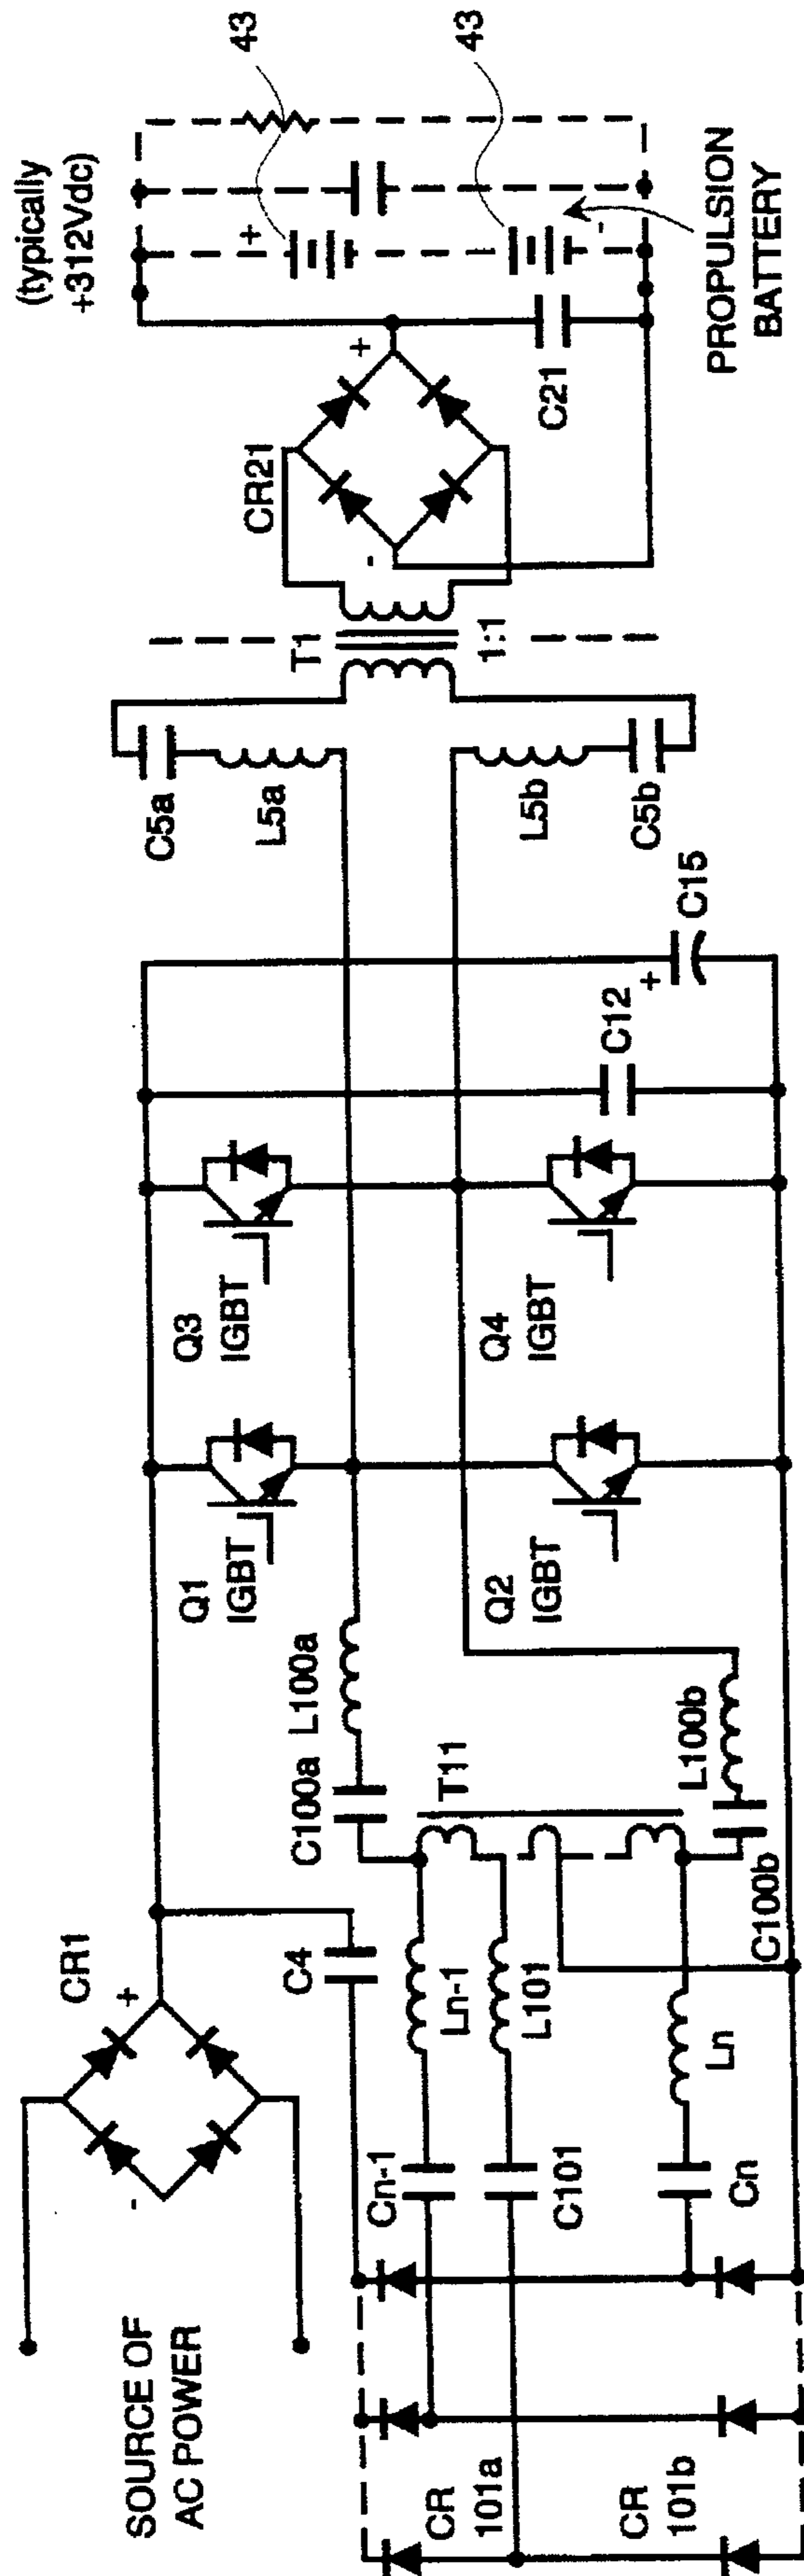 SOURCE OF
AC POWER
CR1
+
-
C4
Cn-1
Ln-1
C101
L101
Cn
Ln
CR
101a
CR
101b
C100a
L100a
T11
C100b
L100b
Q1
IGBT
Q2
IGBT
Q3
IGBT
Q4
IGBT
C12
+
C15
C5a
L5a
L5b
C5b
T1
1:1
CR21
+
-
C21
(typically
+312Vdc)
+
-
43
43
PROPULSION
BATTERY